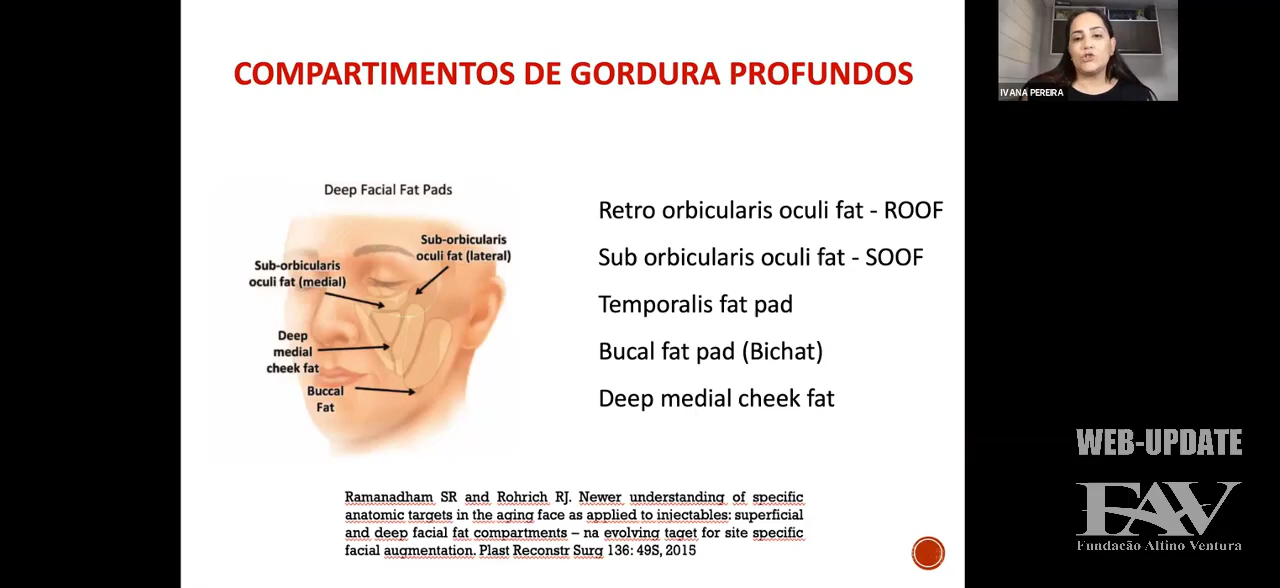 COMPARTIMENTOS DE GORDURA PROFUNDOS
IVANA PEREIRA
Deep Facial Fat Pads
Sub-orbicularis
oculi fat (lateral)
Sub-orbicularis
oculi fat (medial)
Deep
medial
cheek fat
Buccal
Fat
Retro orbicularis oculi fat - ROOF
Sub orbicularis oculi fat - SOOF
Temporalis fat pad
Bucal fat pad (Bichat)
Deep medial cheek fat
Ramanadham SR and Rohrich RJ. Newer understanding of specific
anatomic targets in the aging face as applied to injectables: superficial
and deep facial fat compartments – na evolving taget for site specific
facial augmentation. Plast Reconstr Surg 136: 49S, 2015
WEB-UPDATE
FAV
Fundacão Altino Ventura